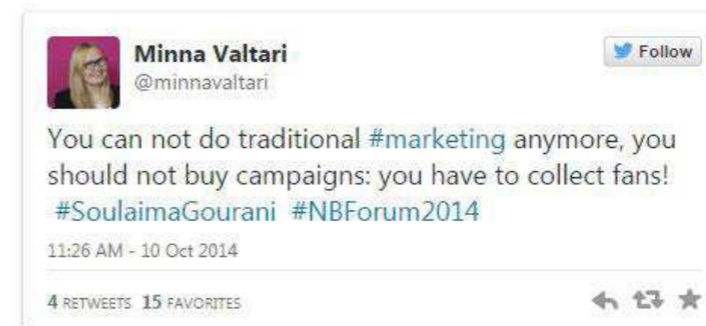 Minna Valtari
Follow
@minnavaltari
You can not do traditional #marketing anymore, you
should not buy campaigns: you have to collect fans!
#SoulaimaGourani #NBForum2014
11:26 AM - 10 Oct 2014
4 RETWEETS 15 FAVORITES